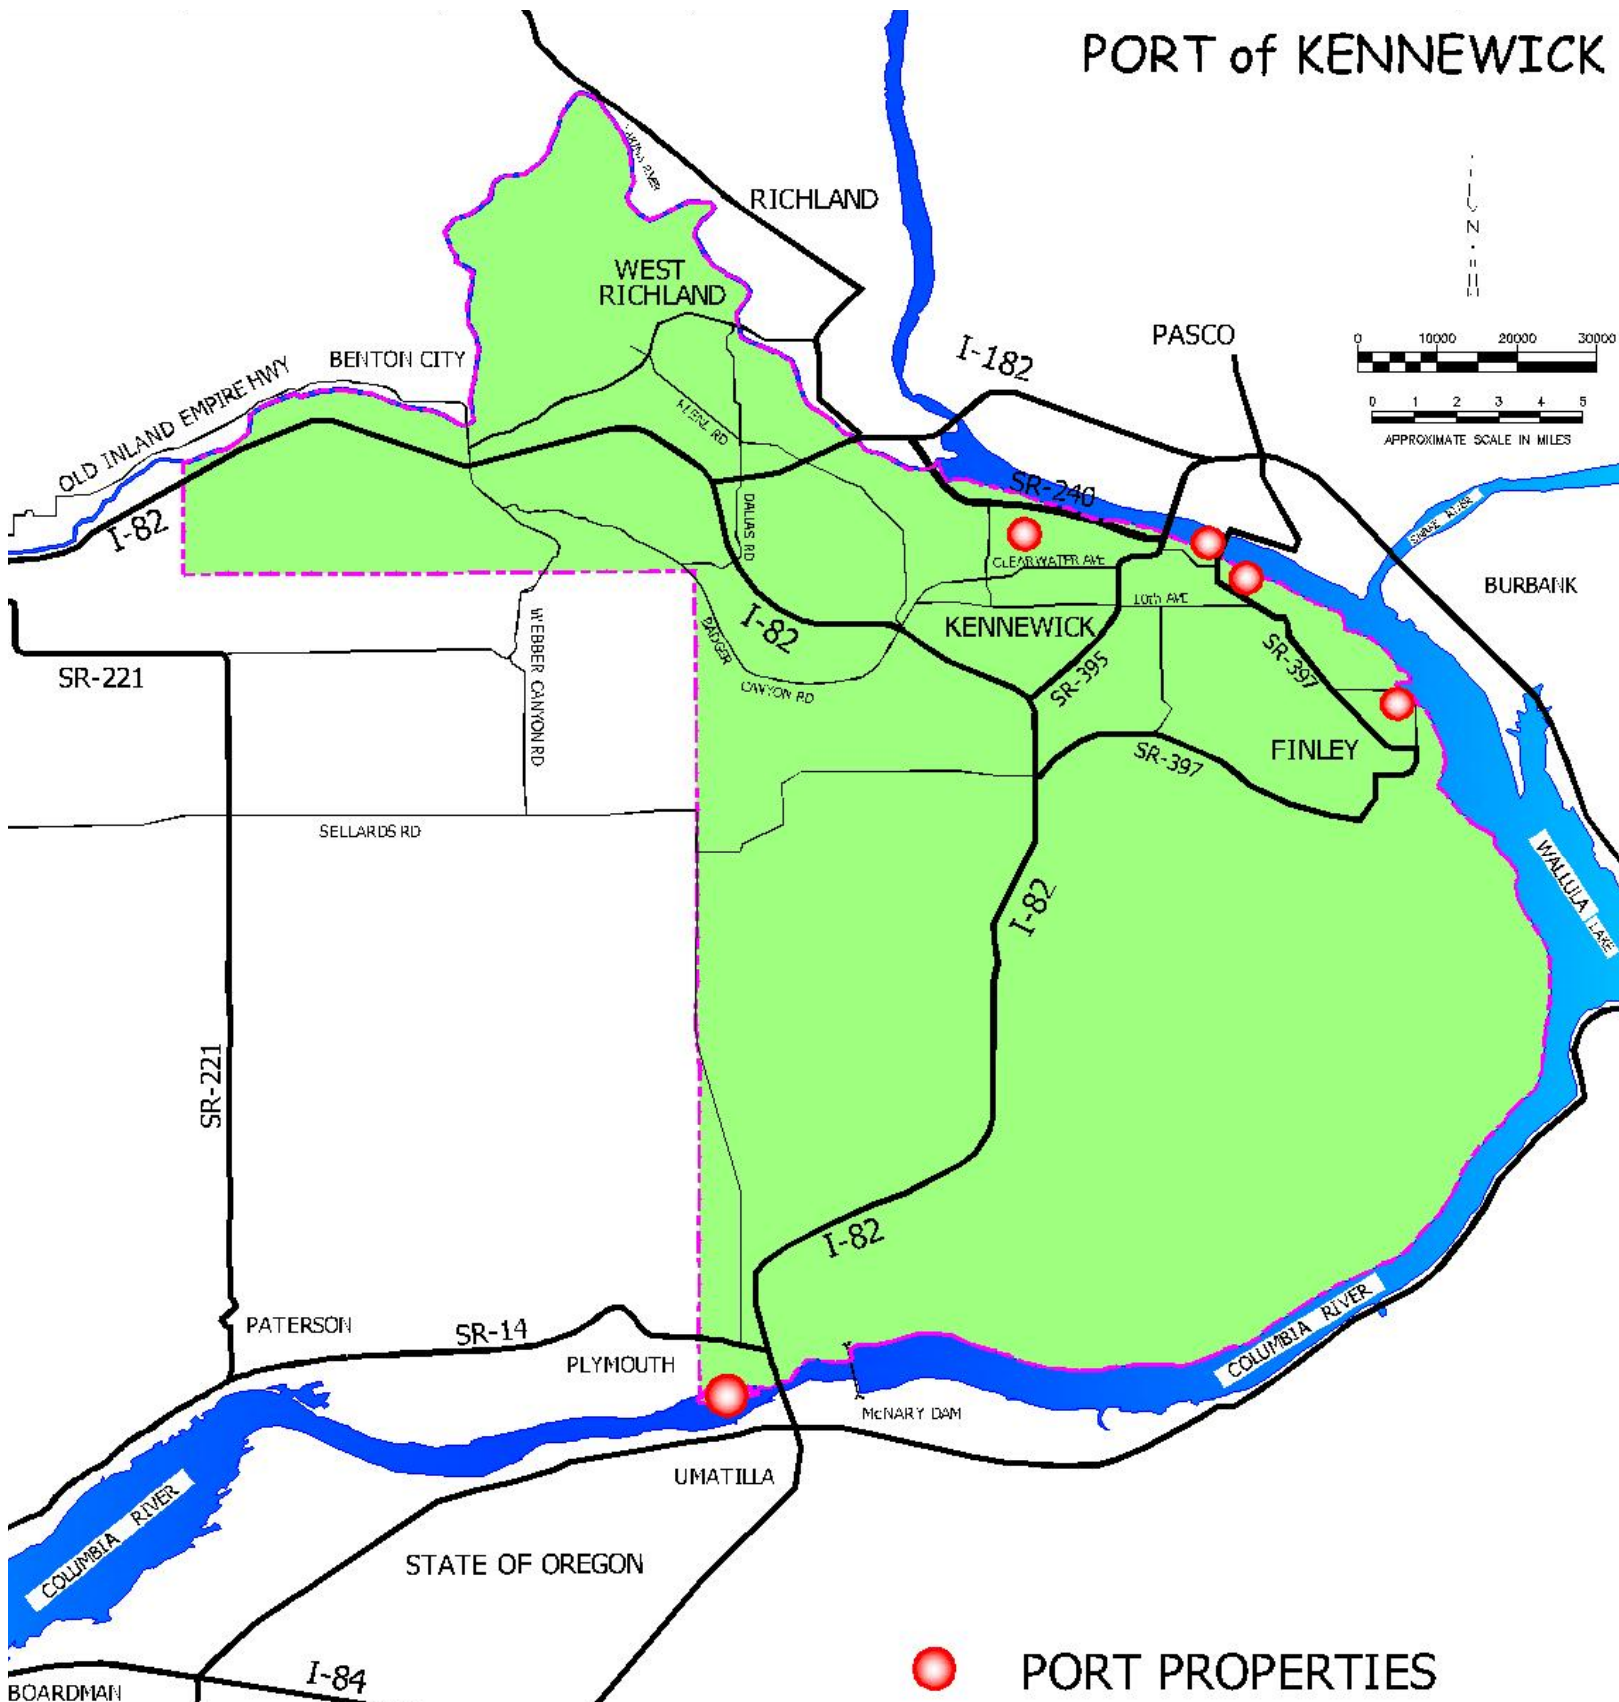 PORT of KENNEWICK
YAKIMA RIVER
RICHLAND
N
WEST
RICHLAND
PASCO
0 10000 20000 30000
I-182
BENTON CITY
OLD INLAND EMPIRE HWY
0 1 2 3 4 5
APPROXIMATE SCALE IN MILES
KEENE RD
SR-240
DALLAS RD
SNAKE RIVER
I-82
CLEARWATER AVE
BURBANK
10th AVE
WEBBER CANYON RD
BADGER
I-82
KENNEWICK
SR-397
SR-221
CANYON RD
SR-395
FINLEY
SR-397
SELLARDS RD
WALLULA
LAKE
I-82
SR-221
I-82
PATERSON
SR-14
PLYMOUTH
COLUMBIA RIVER
McNARY DAM
UMATILLA
COLUMBIA RIVER
STATE OF OREGON
I-84
BOARDMAN
PORT PROPERTIES